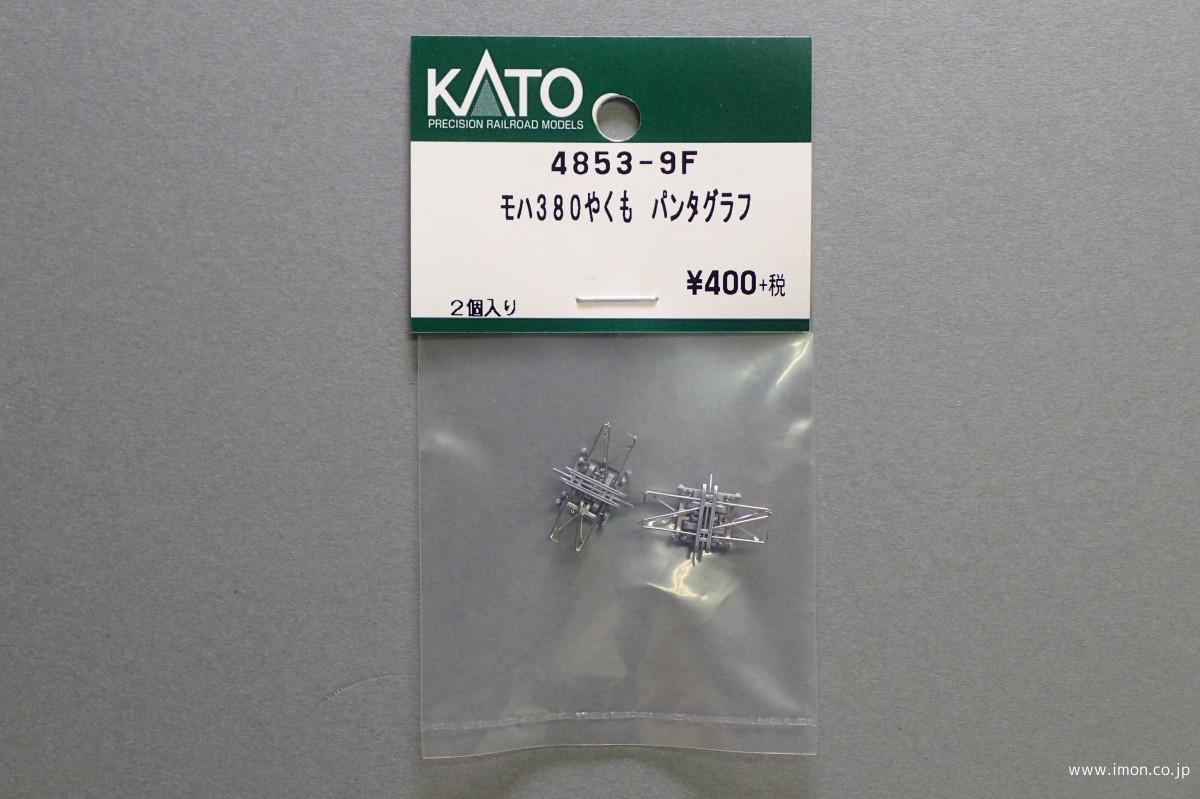 KATO
PRECISION RAILROAD MODELS
4853-9F
モハ380やくも パンタグラフ
¥400+税
2個入り
www.imon.co.jp